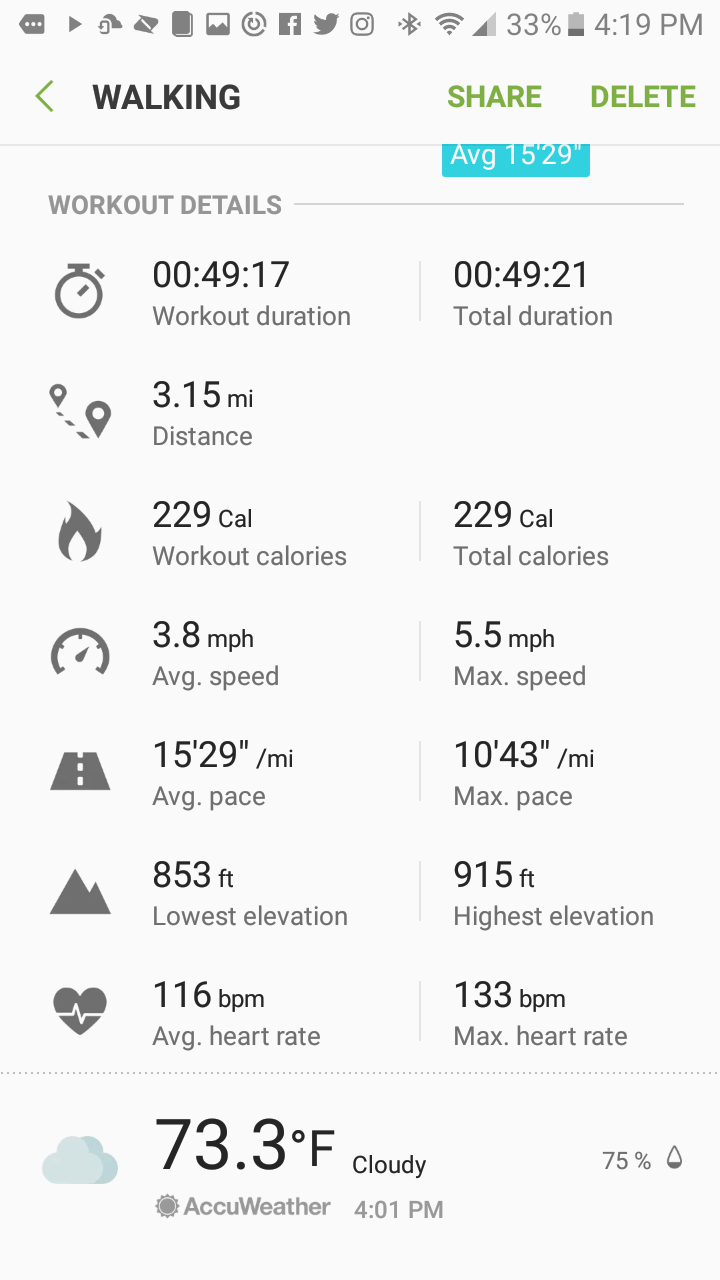 33% 4:19 PM
WALKING SHARE DELETE
Avg 15'29"
WORKOUT DETAILS
00:49:17 00:49:21
Workout duration Total duration
3.15 mi
Distance
229 Cal 229 Cal
Workout calories Total calories
3.8 mph 5.5 mph
Avg. speed Max. speed
15'29" /mi 10'43" /mi
Avg. pace Max. pace
853 ft 915 ft
Lowest elevation Highest elevation
116 bpm 133 bpm
Avg. heart rate Max. heart rate
73.3°F Cloudy 75 %
AccuWeather 4:01 PM